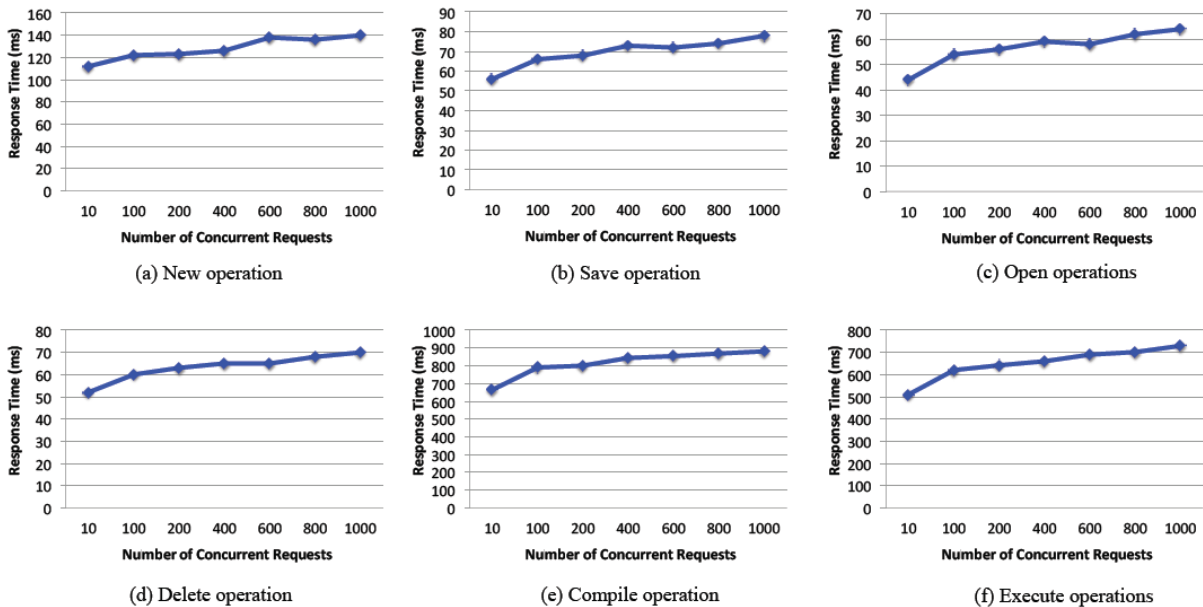 160
140
120
100
80
60
40
20
0
Response Time (ms)
10 100 200 400 600 800 1000
Number of Concurrent Requests
(a) New operation
90
80
70
60
50
40
30
20
10
0
Response Time (ms)
10 100 200 400 600 800 1000
Number of Concurrent Requests
(b) Save operation
70
60
50
40
30
20
10
0
Response Time (ms)
10 100 200 400 600 800 1000
Number of Concurrent Requests
(c) Open operations
80
70
60
50
40
30
20
10
0
Response Time (ms)
10 100 200 400 600 800 1000
Number of Concurrent Requests
(d) Delete operation
1000
900
800
700
600
500
400
300
200
100
0
Response Time (ms)
10 100 200 400 600 800 1000
Number of Concurrent Requests
(e) Compile operation
800
700
600
500
400
300
200
100
0
Response Time (ms)
10 100 200 400 600 800 1000
Number of Concurrent Requests
(f) Execute operations